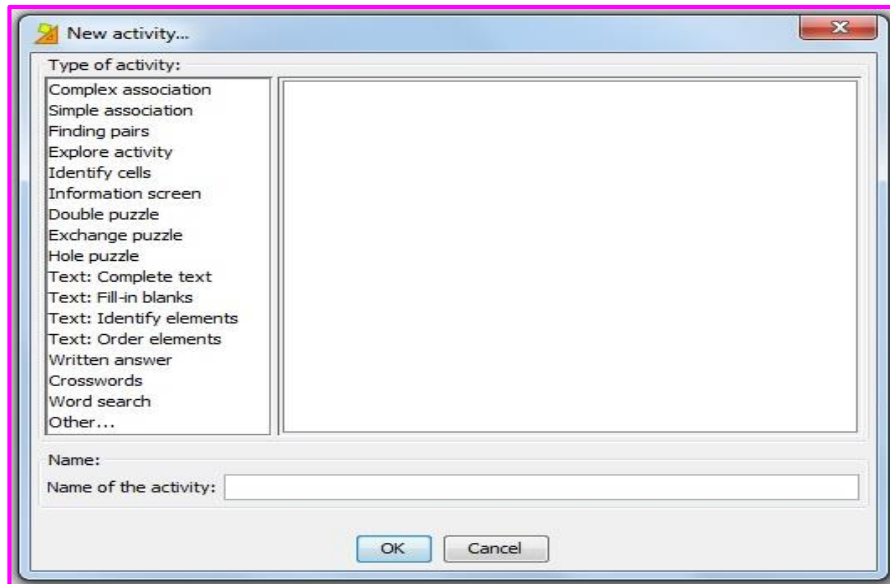 New activity...
Type of activity:
Complex association
Simple association
Finding pairs
Explore activity
Identify cells
Information screen
Double puzzle
Exchange puzzle
Hole puzzle
Text: Complete text
Text: Fill-in blanks
Text: Identify elements
Text: Order elements
Written answer
Crosswords
Word search
Other...
Name:
Name of the activity:
OK Cancel